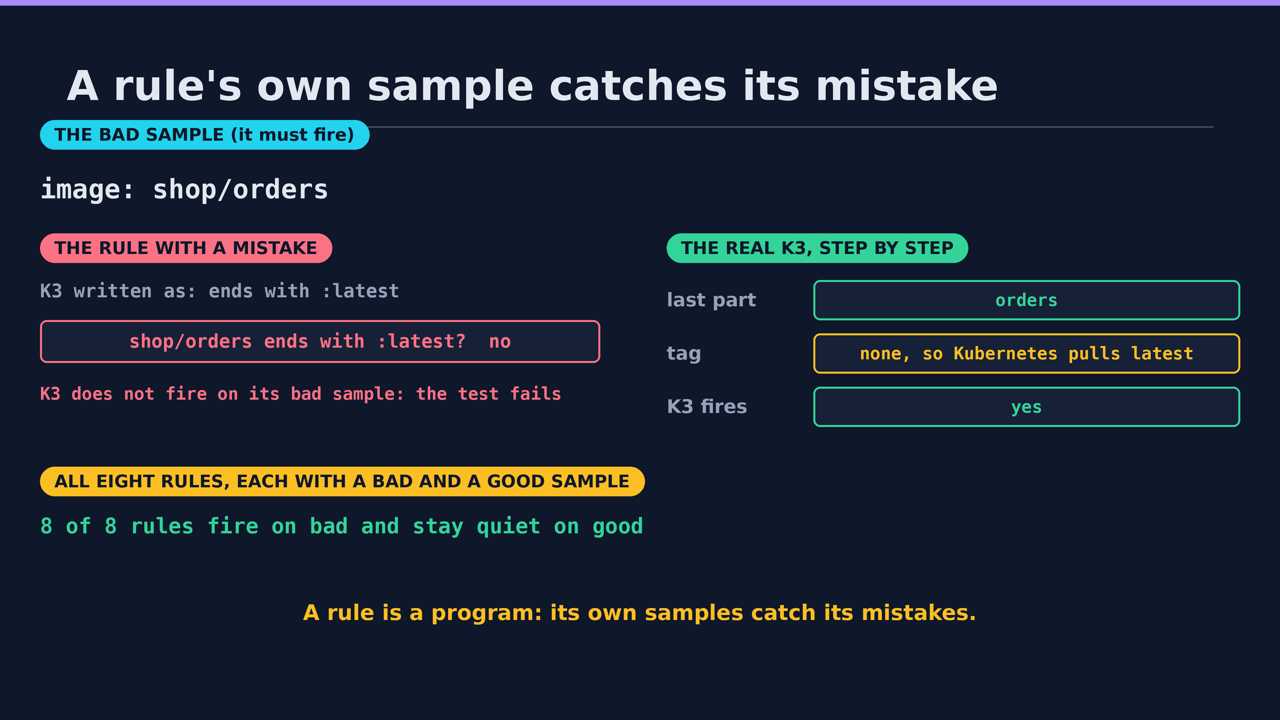 A rule's own sample catches its mistake
THE BAD SAMPLE (it must fire)
image: shop/orders
THE RULE WITH A MISTAKE
K3 written as: ends with :latest
shop/orders ends with :latest?  no
K3 does not fire on its bad sample: the test fails
THE REAL K3, STEP BY STEP
last part
orders
tag
none, so Kubernetes pulls latest
K3 fires
yes
ALL EIGHT RULES, EACH WITH A BAD AND A GOOD SAMPLE
8 of 8 rules fire on bad and stay quiet on good
A rule is a program: its own samples catch its mistakes.